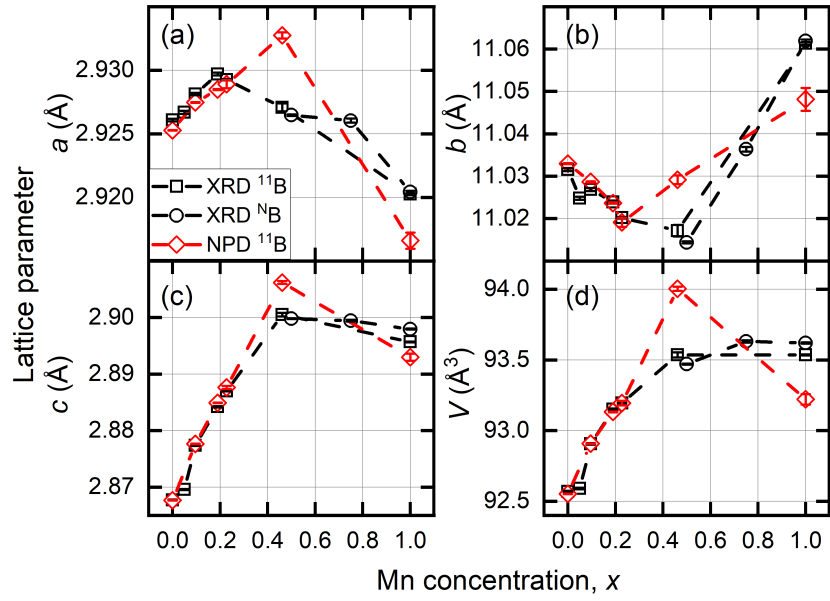 (a)
2.930
2.925
2.920
a (Å)
XRD ¹¹B
XRD ᴺB
NPD ¹¹B
(b)
11.06
11.05
11.04
11.03
11.02
b (Å)
Lattice parameter
(c)
2.90
2.89
2.88
2.87
c (Å)
0.0 0.2 0.4 0.6 0.8 1.0
(d)
94.0
93.5
93.0
92.5
V (Å³)
0.0 0.2 0.4 0.6 0.8 1.0
Mn concentration, x